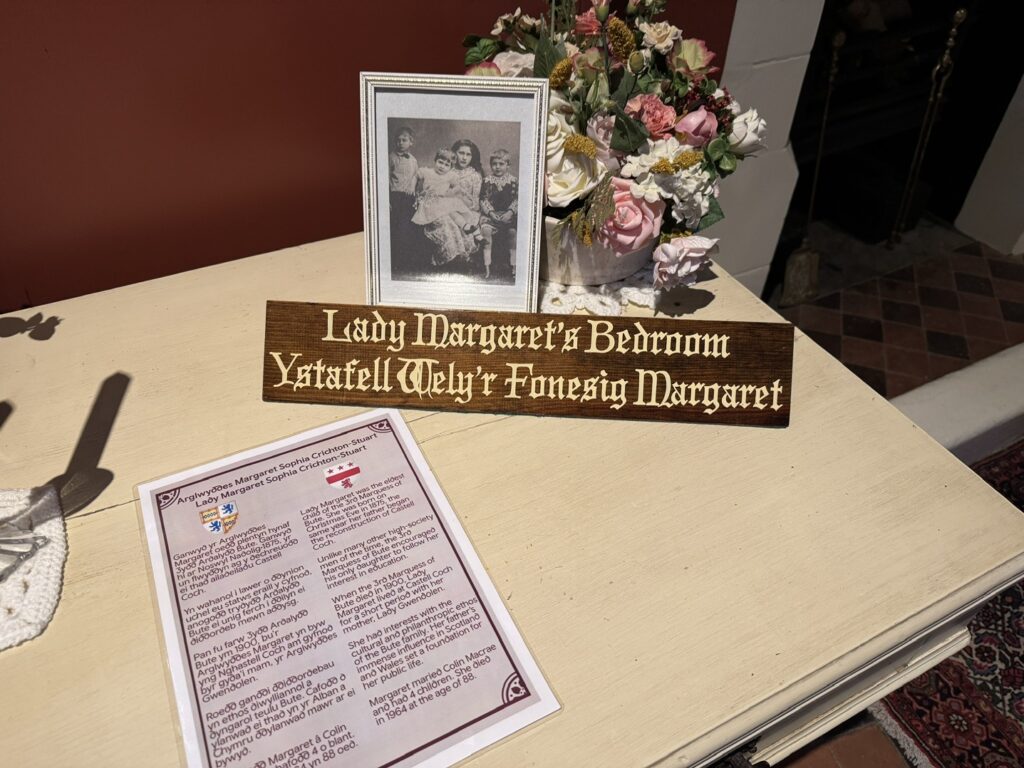 Lady Margaret's Bedroom
Ystafell Wely'r Fonesig Margaret
Arglwyddes Margaret Sophia Crichton-Stuart
Lady Margaret Sophia Crichton-Stuart
Ganwyd yr Arglwyddes
Margaret oedd plentyn hynaf
3ydd Ardalydd Bute. Ganwyd
hi ar Noswyl Nadolig 1875, yr
un flwyddyn ag y dechreuodd
ei thad ailadeiladu Castell
Coch.
Yn wahanol i lawer o ddynion
uchel eu statws eraill y cyfnod,
anogodd trydydd Ardalydd
Bute ei unig ferch i ddilyn ei
diddordeb mewn addysg.
Pan fu farw 3ydd Ardalydd
Bute ym 1900, bu'r
Arglwyddes Margaret yn byw
yng Nghastell Coch am gyfnod
byr gyda'i mam, yr Arglwyddes
Gwendolen.
Roedd ganddi ddiddordebau
yn ethos diwylliannol a
dyngarol teulu Bute. Cafodd d
ylanwad ei thad yn yr Alban a
Chymru ddylanwad mawr ar ei
bywyd.
Margaret â Colin
4 o blant.
yn 88 oed.
Lady Margaret was the eldest
child of the 3rd Marquess of
Bute. She was born on
Christmas Eve in 1875, the
same year her father began
the reconstruction of Castell
Coch.
Unlike many other high-society
men of the time, the 3rd
Marquess of Bute encouraged
his only daughter to follow her
interest in education.
When the 3rd Marquess of
Bute died in 1900, Lady
Margaret lived at Castell Coch
for a short period with her
mother, Lady Gwendolen.
She had interests with the
cultural and philanthropic ethos
of the Bute family. Her father's
immense influence in Scotland
and Wales set a foundation for
her public life.
Margaret married Colin Macrae
and had 4 children. She died
in 1964 at the age of 88.